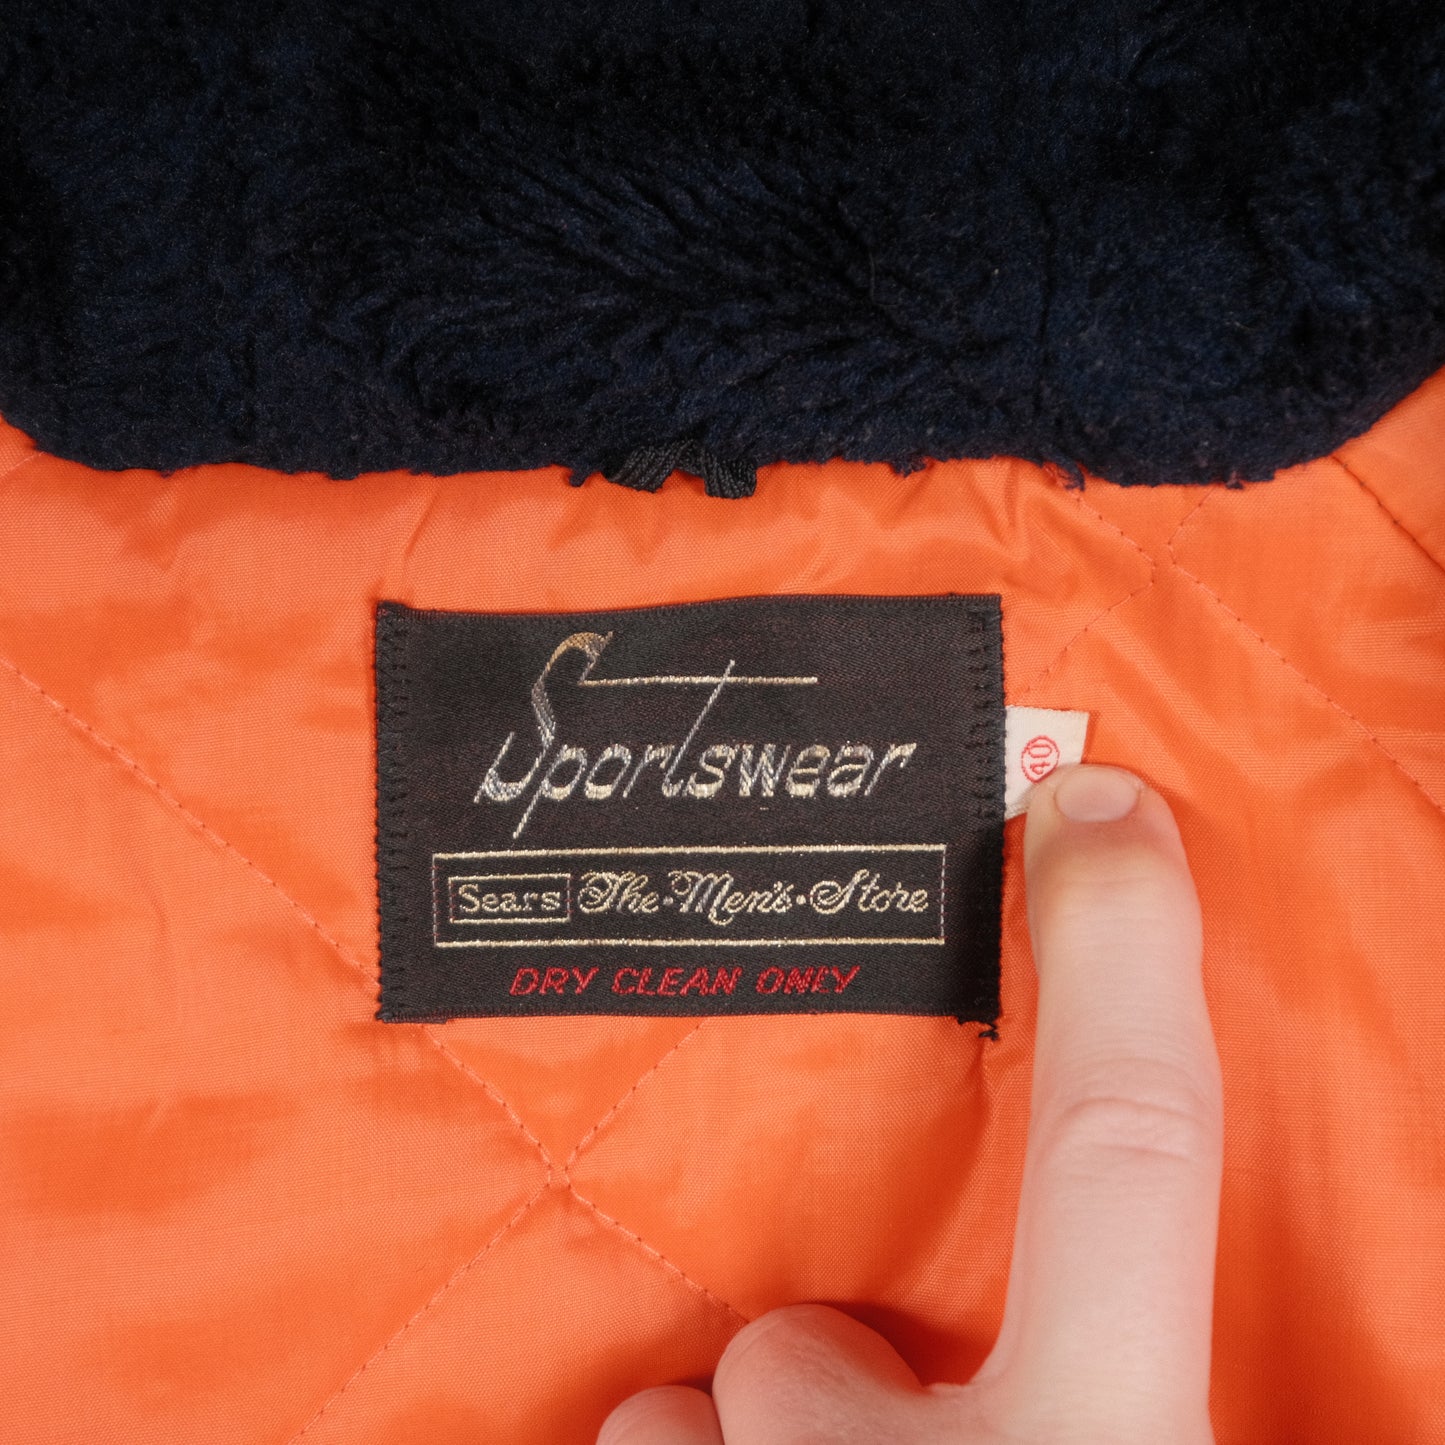 Sportswear
Sears The · Men's · Store
DRY CLEAN ONLY
40